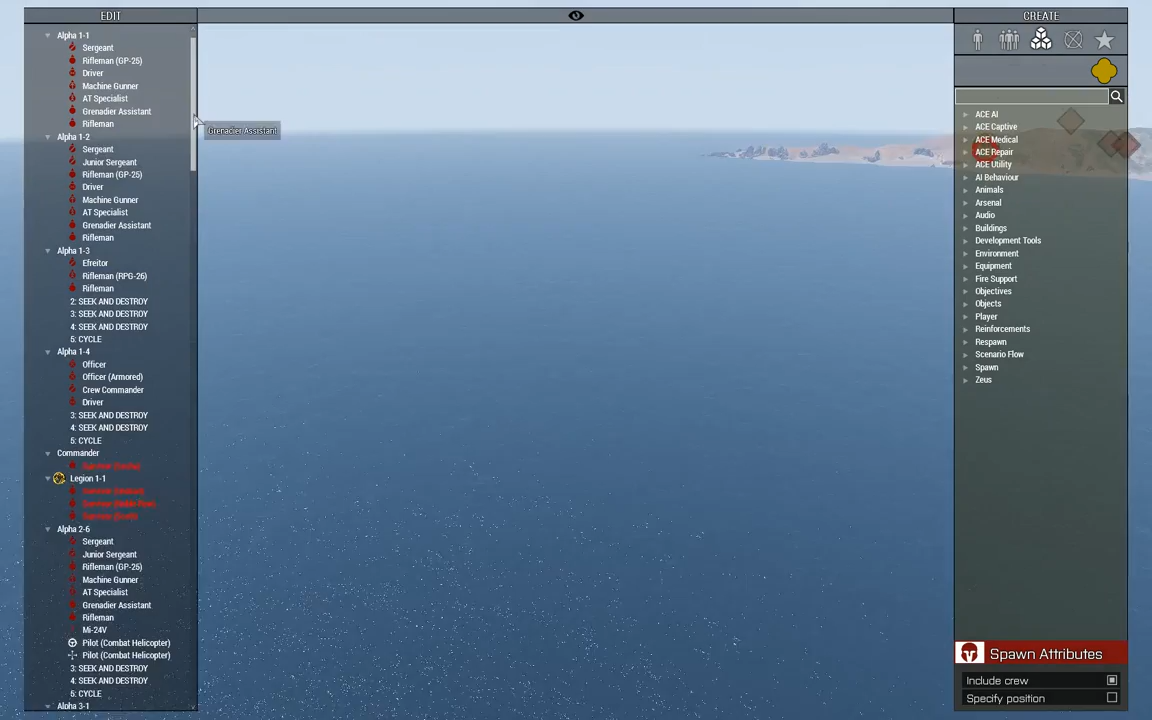 EDIT
Alpha 1-1
Sergeant
Rifleman (GP-25)
Driver
Machine Gunner
AT Specialist
Grenadier Assistant
Rifleman
Alpha 1-2
Sergeant
Junior Sergeant
Rifleman (GP-25)
Driver
Machine Gunner
AT Specialist
Grenadier Assistant
Rifleman
Alpha 1-3
Efreitor
Rifleman (RPG-26)
Rifleman
2: SEEK AND DESTROY
3: SEEK AND DESTROY
4: SEEK AND DESTROY
5: CYCLE
Alpha 1-4
Officer
Officer (Armored)
Crew Commander
Driver
3: SEEK AND DESTROY
4: SEEK AND DESTROY
5: CYCLE
Commander
Legion 1-1
Alpha 2-6
Sergeant
Junior Sergeant
Rifleman (GP-25)
Machine Gunner
AT Specialist
Grenadier Assistant
Rifleman
Mi-24V
Pilot (Combat Helicopter)
Pilot (Combat Helicopter)
3: SEEK AND DESTROY
4: SEEK AND DESTROY
5: CYCLE
Alpha 3-1
Grenadier Assistant
CREATE
ACE AI
ACE Captive
ACE Medical
ACE Repair
ACE Utility
AI Behaviour
Animals
Arsenal
Audio
Buildings
Development Tools
Environment
Equipment
Fire Support
Objectives
Objects
Player
Reinforcements
Respawn
Scenario Flow
Spawn
Zeus
Spawn Attributes
Include crew
Specify position